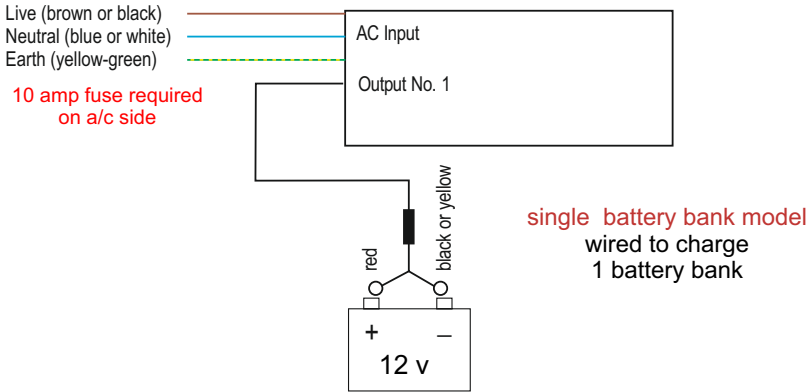 Live (brown or black)
Neutral (blue or white)
Earth (yellow-green)
10 amp fuse required
on a/c side
AC Input
Output No. 1
red
black or yellow
+ –
12 v
single battery bank model
wired to charge
1 battery bank